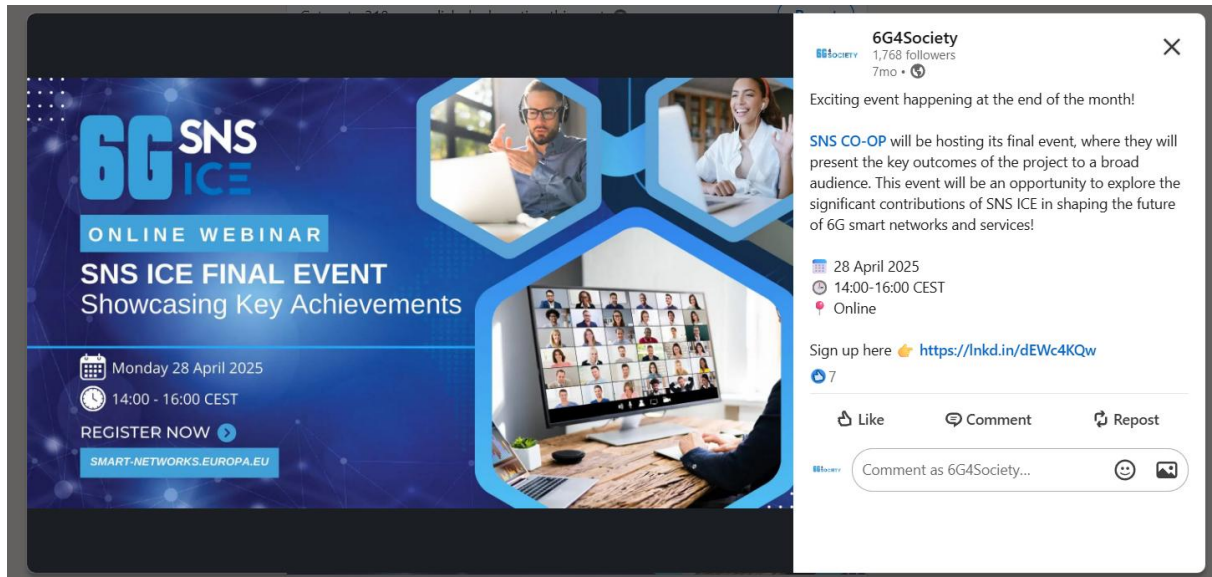 6G SNS
ICE
ONLINE WEBINAR
SNS ICE FINAL EVENT
Showcasing Key Achievements
Monday 28 April 2025
14:00 - 16:00 CEST
REGISTER NOW
SMART-NETWORKS.EUROPA.EU
6G4SOCIETY
6G4Society
1,768 followers
7mo •
Exciting event happening at the end of the month!
SNS CO-OP will be hosting its final event, where they will
present the key outcomes of the project to a broad
audience. This event will be an opportunity to explore the
significant contributions of SNS ICE in shaping the future
of 6G smart networks and services!
28 April 2025
14:00-16:00 CEST
Online
Sign up here 👉 https://lnkd.in/dEWc4KQw
7
Like Comment Repost
Comment as 6G4Society...